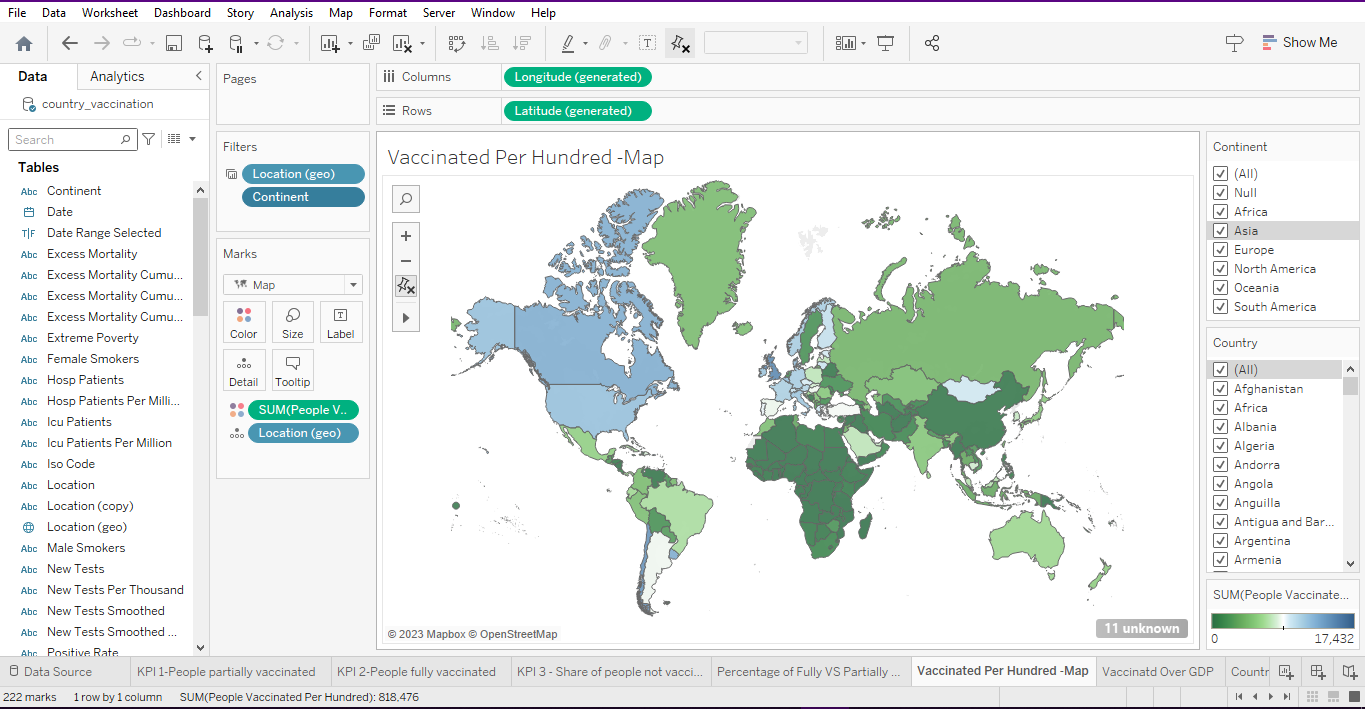 File Data Worksheet Dashboard Story Analysis Map Format Server Window Help
Show Me
Data Analytics
country_vaccination
Search
Tables
Abc Continent
Date
T|F Date Range Selected
Abc Excess Mortality
Abc Excess Mortality Cumu...
Abc Excess Mortality Cumu...
Abc Excess Mortality Cumu...
Abc Extreme Poverty
Abc Female Smokers
Abc Hosp Patients
Abc Hosp Patients Per Milli...
Abc Icu Patients
Abc Icu Patients Per Million
Abc Iso Code
Abc Location
Abc Location (copy)
Location (geo)
Abc Male Smokers
Abc New Tests
Abc New Tests Per Thousand
Abc New Tests Smoothed
Abc New Tests Smoothed ...
Abc Positive Rate
Pages
Filters
Location (geo)
Continent
Marks
Map
Color Size Label
Detail Tooltip
SUM(People V..
Location (geo)
Columns Longitude (generated)
Rows Latitude (generated)
Vaccinated Per Hundred -Map
© 2023 Mapbox © OpenStreetMap
11 unknown
Continent
(All)
Null
Africa
Asia
Europe
North America
Oceania
South America
Country
(All)
Afghanistan
Africa
Albania
Algeria
Andorra
Angola
Anguilla
Antigua and Bar...
Argentina
Armenia
SUM(People Vaccinate...
0 17,432
Data Source KPI 1-People partially vaccinated KPI 2-People fully vaccinated KPI 3 - Share of people not vacci... Percentage of Fully VS Partially ... Vaccinated Per Hundred -Map Vaccinatd Over GDP Countr
222 marks 1 row by 1 column SUM(People Vaccinated Per Hundred): 818,476